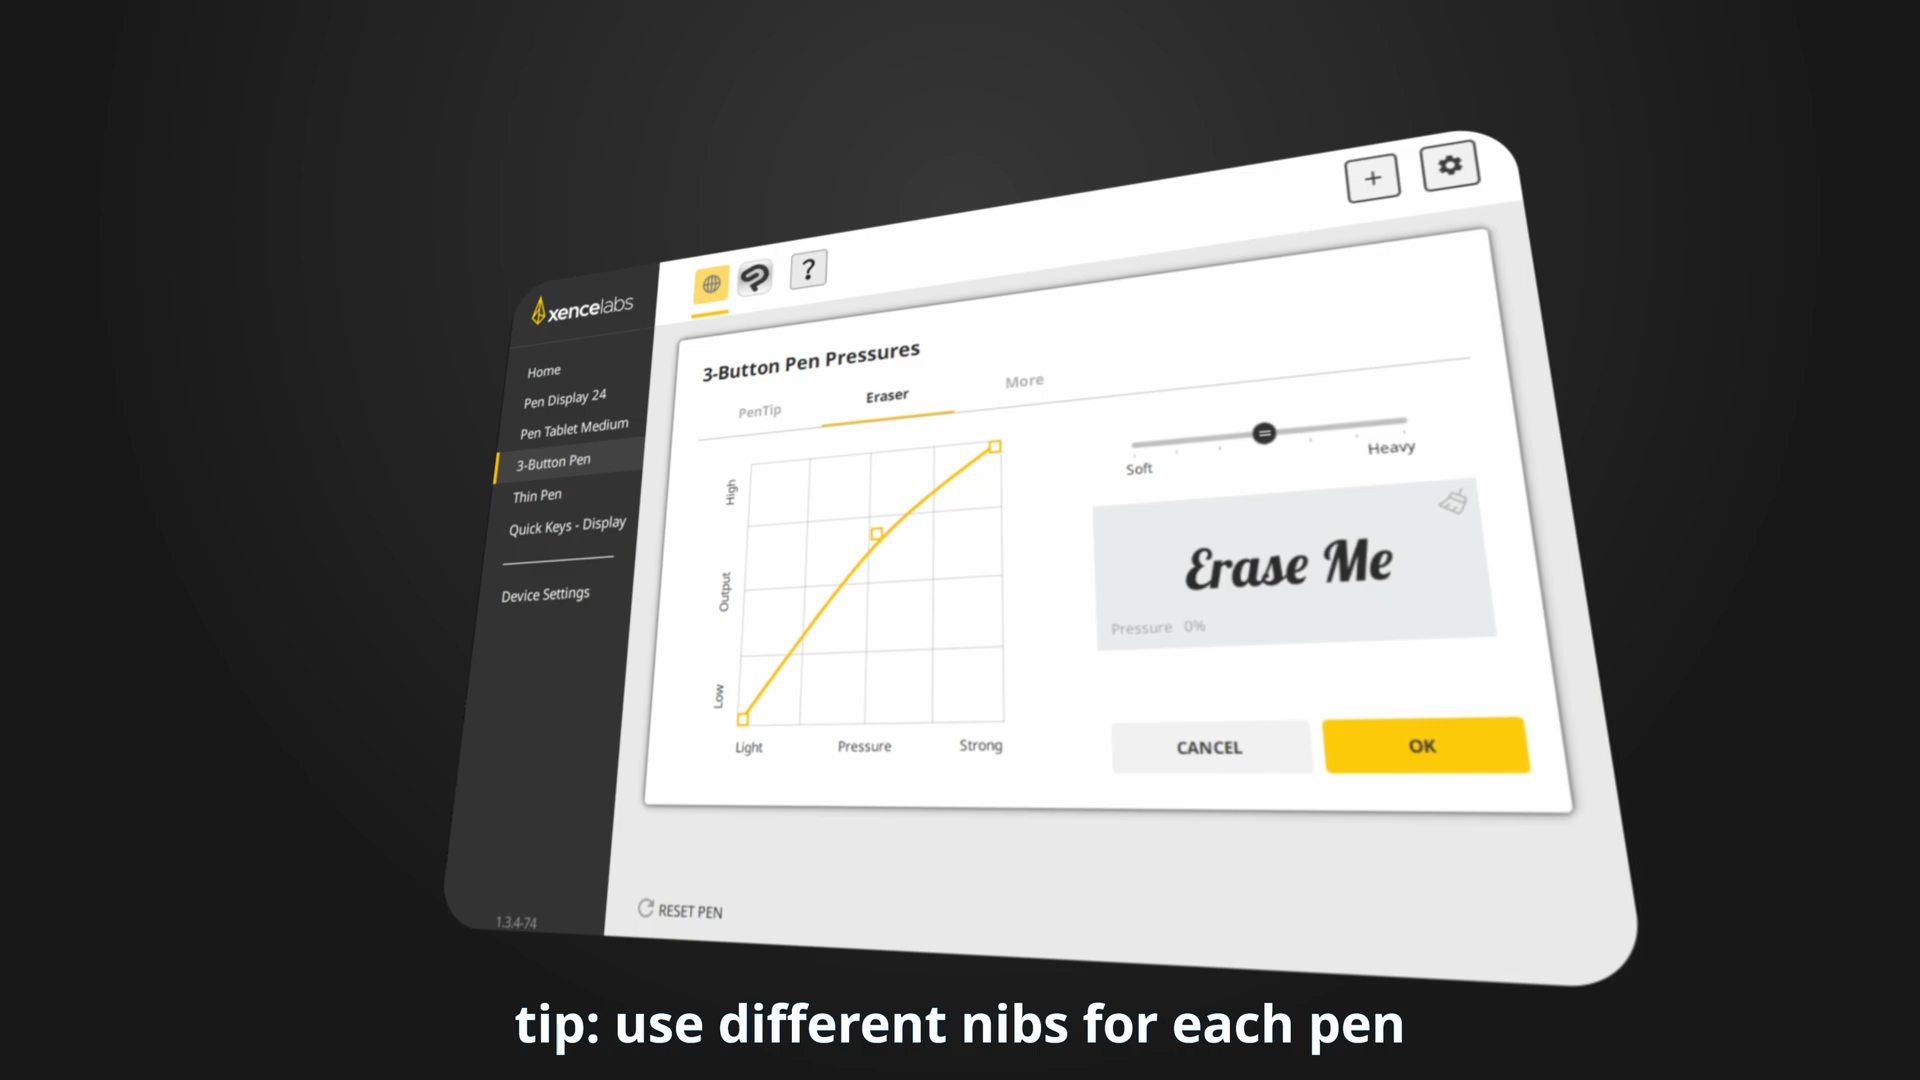 xencelabs
Home
Pen Display 24
Pen Tablet Medium
3-Button Pen
Thin Pen
Quick Keys - Display
Device Settings
1.3.4-74
?
3-Button Pen Pressures
PenTip
Eraser
More
High
Output
Low
Light
Pressure
Strong
Soft
Heavy
Erase Me
Pressure 0%
CANCEL
OK
RESET PEN
tip: use different nibs for each pen